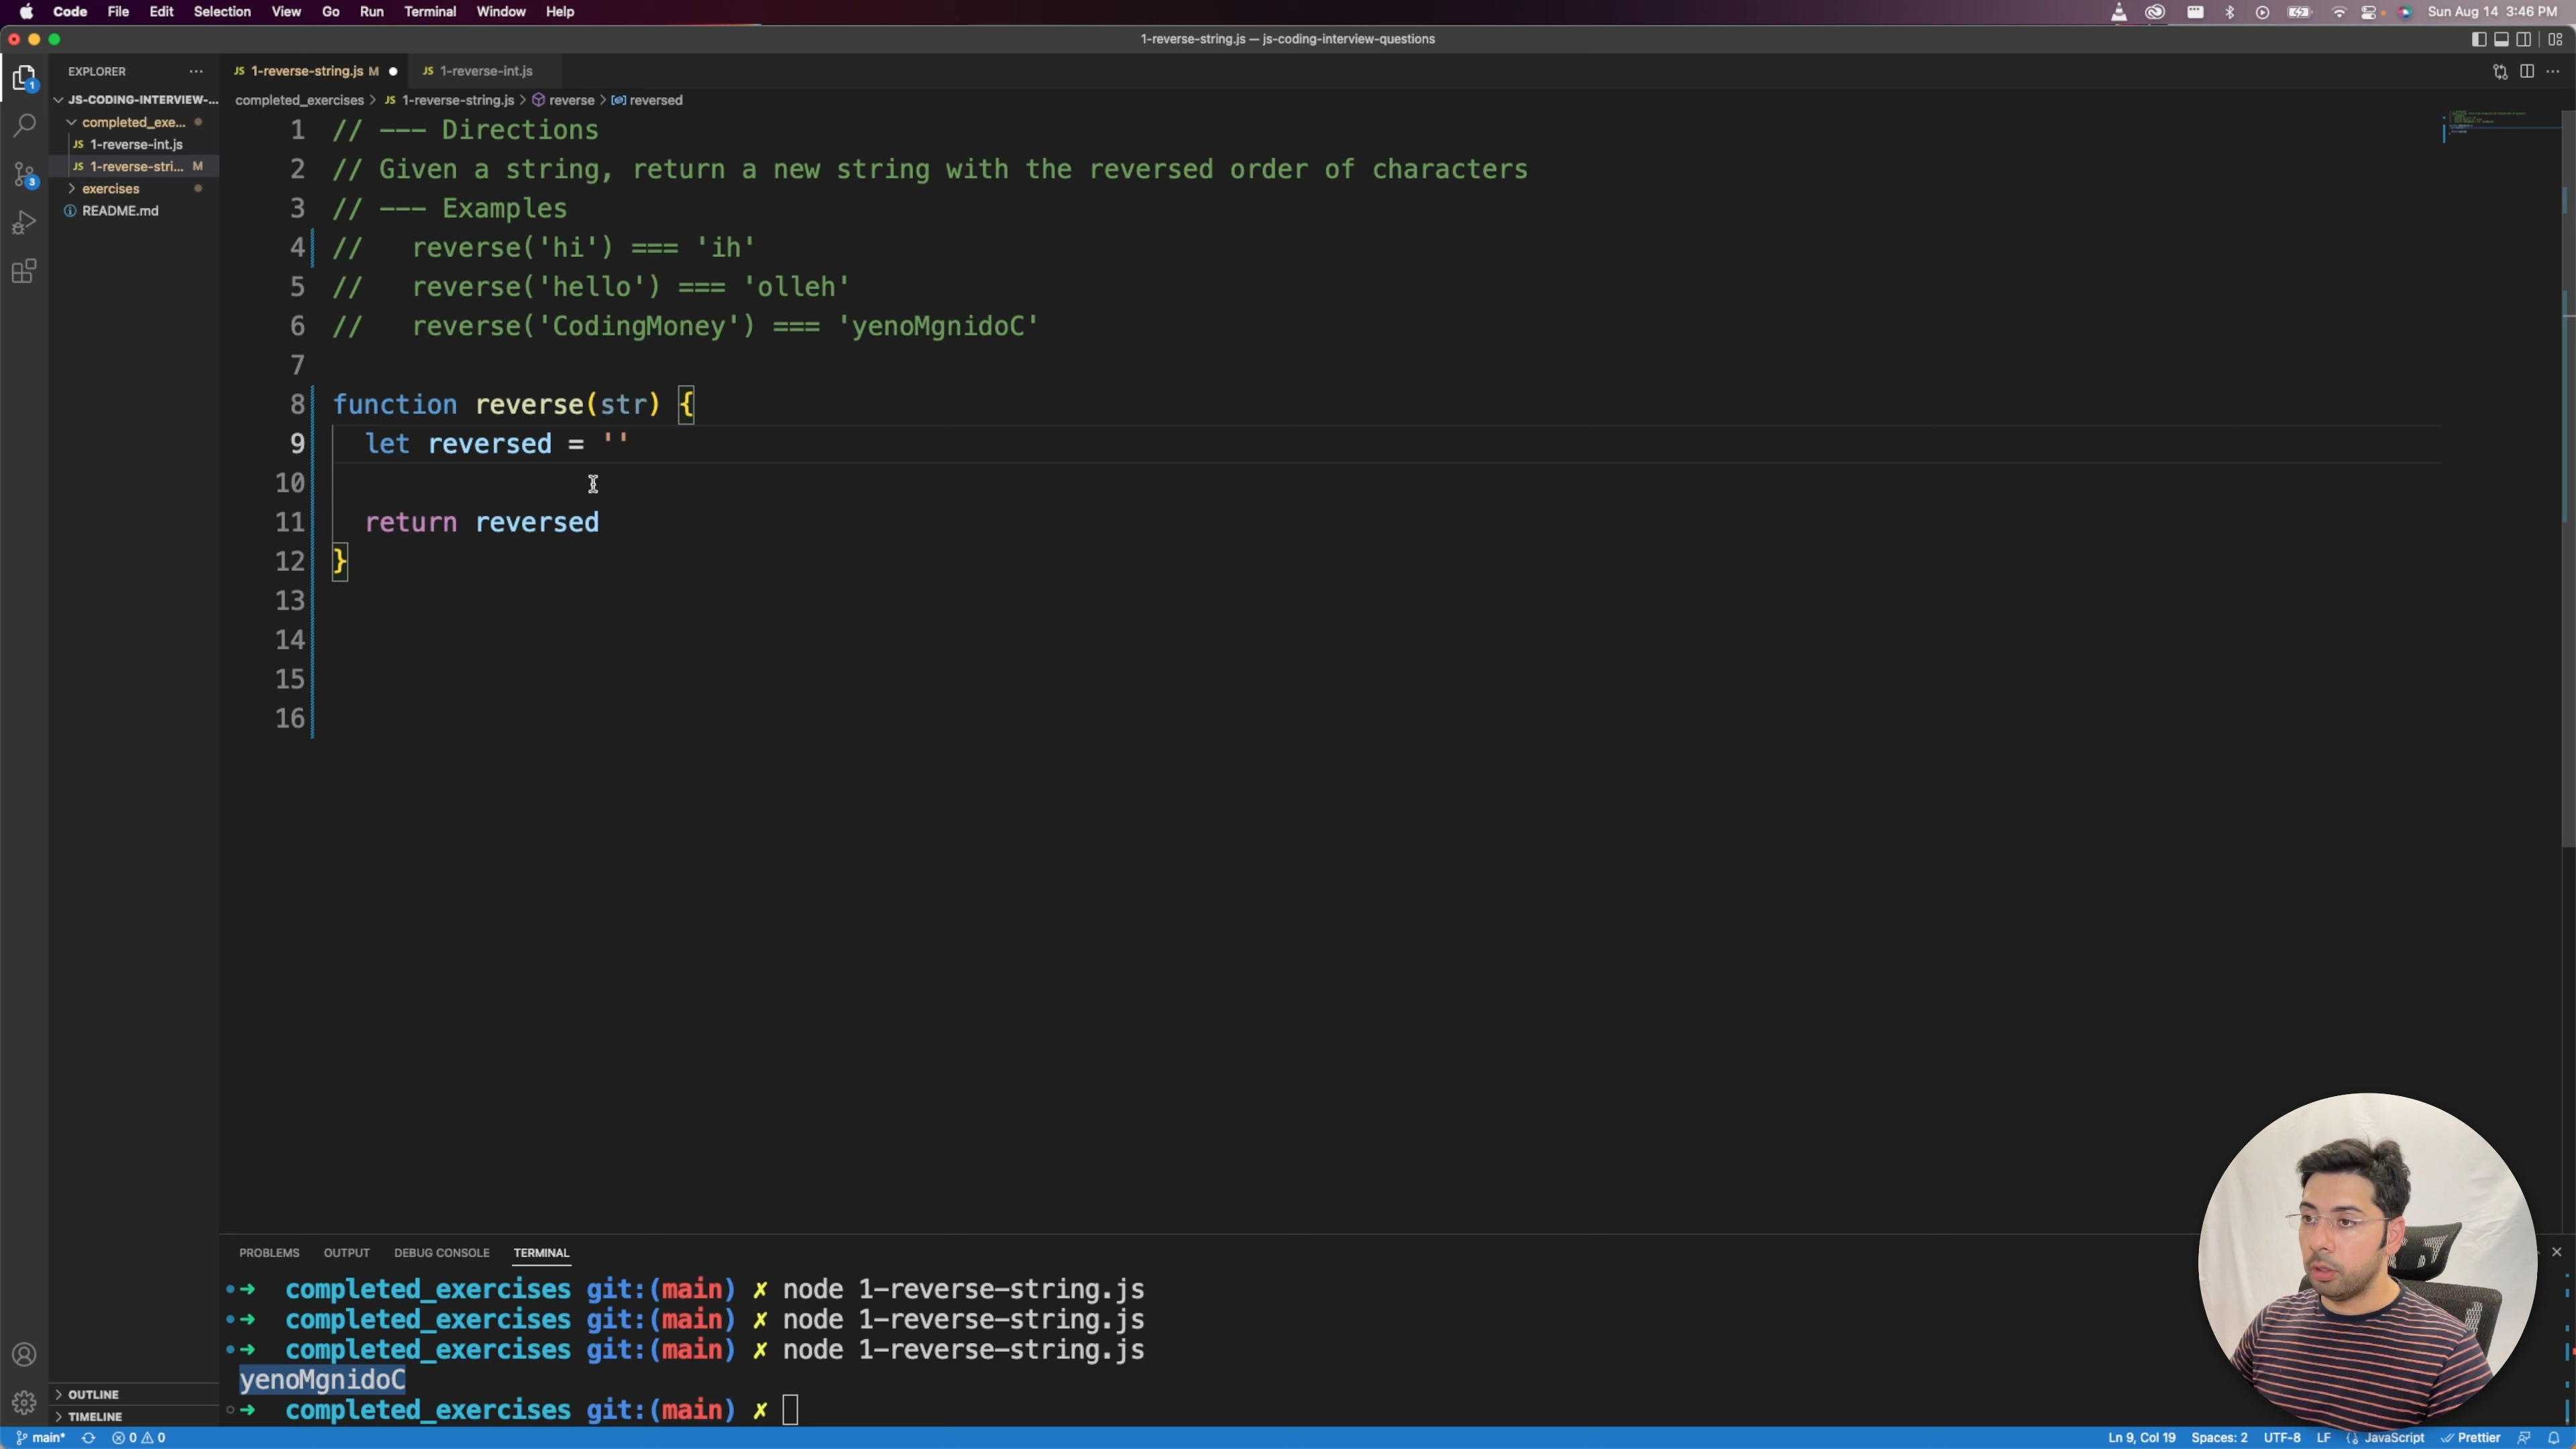 Code File Edit Selection View Go Run Terminal Window Help Sun Aug 14 3:46 PM
1-reverse-string.js — js-coding-interview-questions
EXPLORER
JS-CODING-INTERVIEW-...
completed_exe...
JS 1-reverse-int.js
JS 1-reverse-stri... M
exercises
README.md
JS 1-reverse-string.js M JS 1-reverse-int.js
completed_exercises > JS 1-reverse-string.js > reverse > reversed
1 // --- Directions
2 // Given a string, return a new string with the reversed order of characters
3 // --- Examples
4 // reverse('hi') === 'ih'
5 // reverse('hello') === 'olleh'
6 // reverse('CodingMoney') === 'yenoMgnidoC'
7
8 function reverse(str) {
9 let reversed = ''
10
11 return reversed
12 }
13
14
15
16
PROBLEMS OUTPUT DEBUG CONSOLE TERMINAL
➜ completed_exercises git:(main) ✗ node 1-reverse-string.js
➜ completed_exercises git:(main) ✗ node 1-reverse-string.js
➜ completed_exercises git:(main) ✗ node 1-reverse-string.js
yenoMgnidoC
➜ completed_exercises git:(main) ✗
OUTLINE
TIMELINE
main* 0 0 Ln 9, Col 19 Spaces: 2 UTF-8 LF JavaScript Prettier
1
3